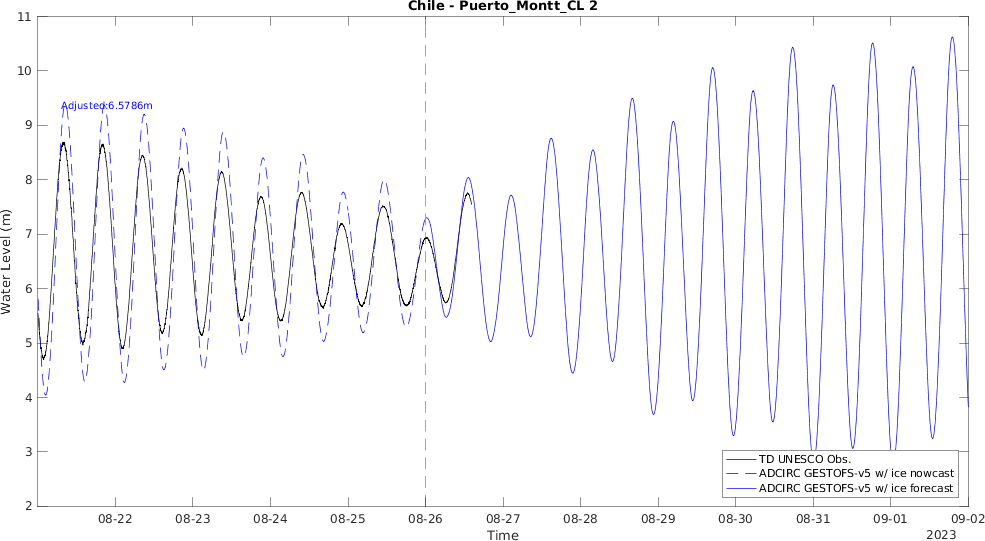 Chile - Puerto_Montt_CL 2
11
10
9
8
7
6
5
4
3
2
Water Level (m)
Adjusted:6.5786m
TD UNESCO Obs.
ADCIRC GESTOFS-v5 w/ ice nowcast
ADCIRC GESTOFS-v5 w/ ice forecast
08-22 08-23 08-24 08-25 08-26 08-27 08-28 08-29 08-30 08-31 09-01 09-02
Time
2023